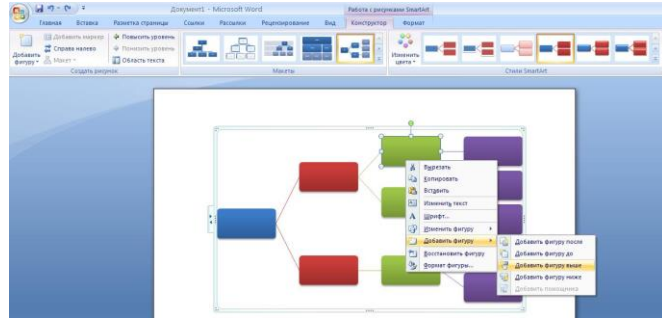 Документ1 - Microsoft Word
Работа с рисунками SmartArt
Главная Вставка Разметка страницы Ссылки Рассылки Рецензирование Вид Конструктор Формат
Добавить фигуру
Добавить маркер
Справа налево
Макет
Повысить уровень
Понизить уровень
Область текста
Изменить цвета
Создать рисунок Макеты Стили SmartArt
Вырезать
Копировать
Вставить
Изменить текст
Шрифт...
Изменить фигуру
Добавить фигуру
Восстановить фигуру
Формат фигуры...
Добавить фигуру после
Добавить фигуру до
Добавить фигуру выше
Добавить фигуру ниже
Добавить помощника